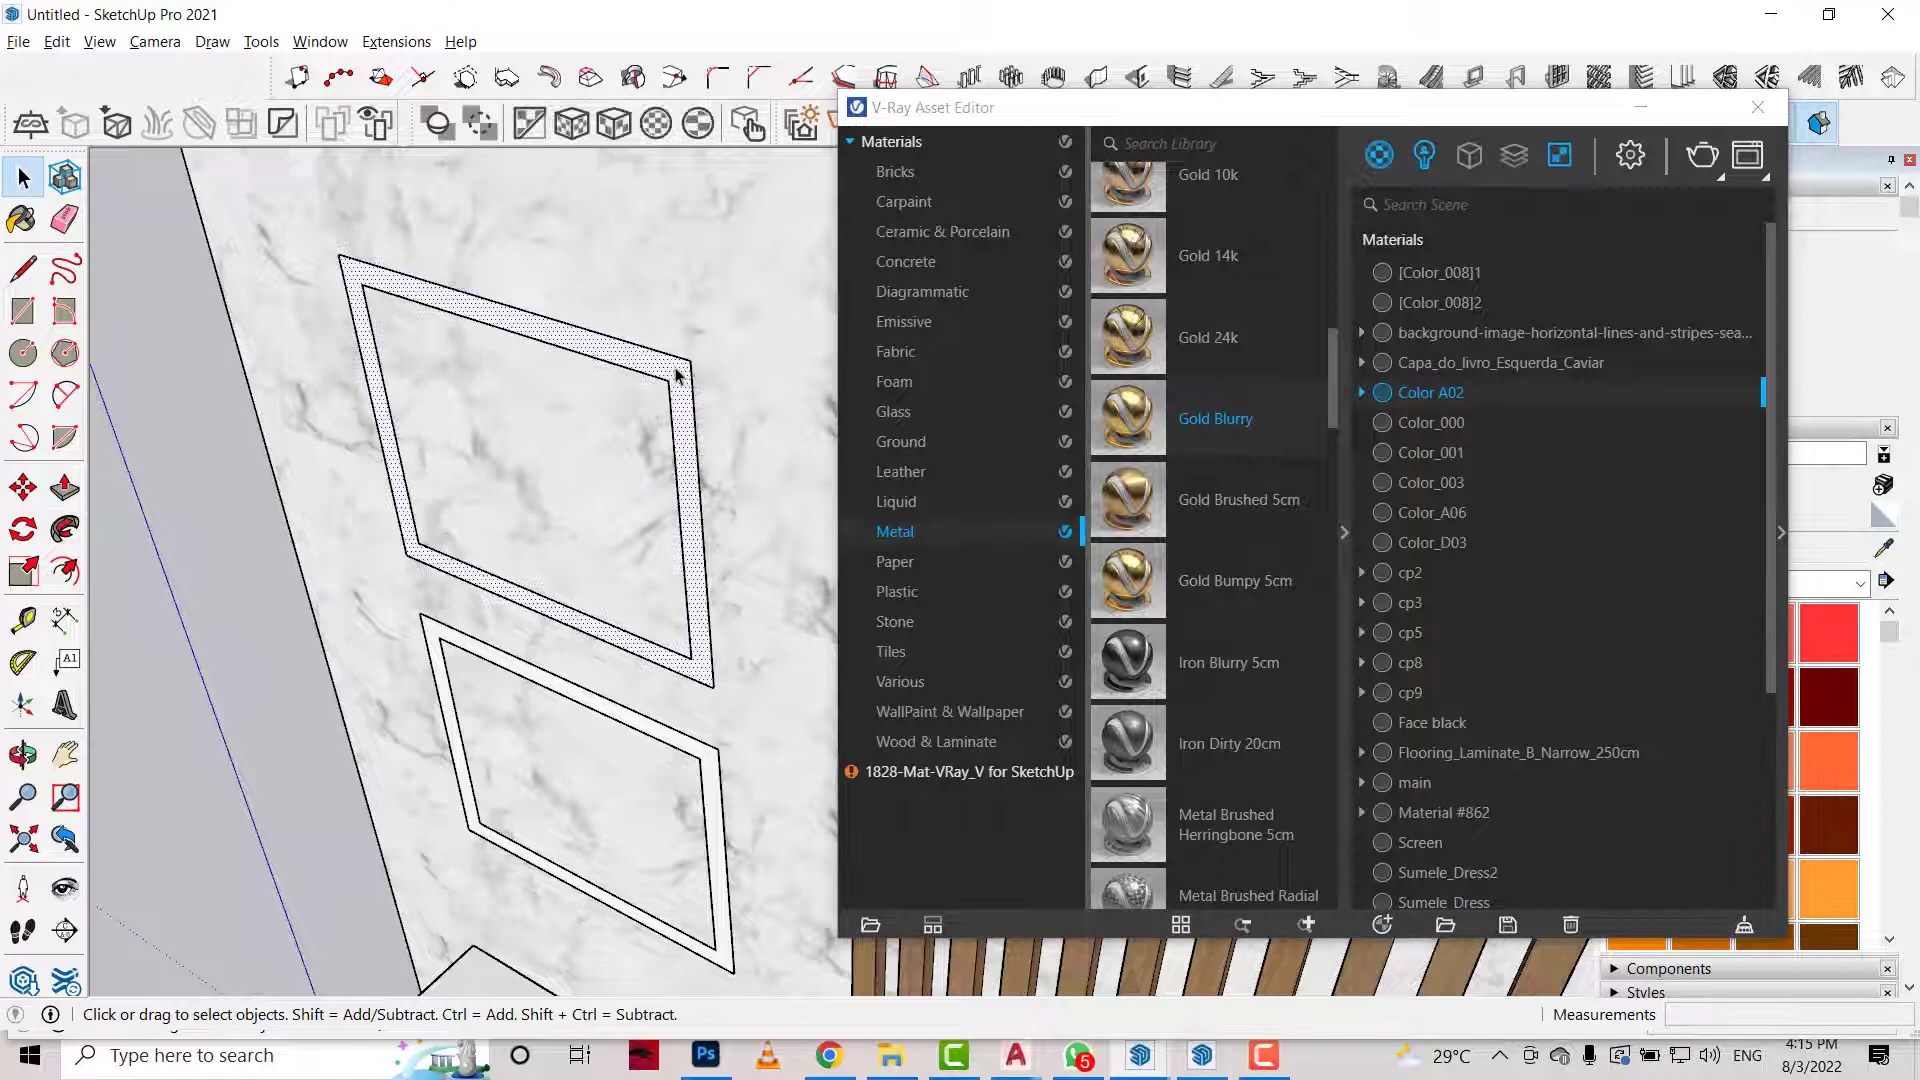 Untitled - SketchUp Pro 2021
File Edit View Camera Draw Tools Window Extensions Help
V-Ray Asset Editor
Materials
Bricks
Carpaint
Ceramic & Porcelain
Concrete
Diagrammatic
Emissive
Fabric
Foam
Glass
Ground
Leather
Liquid
Metal
Paper
Plastic
Stone
Tiles
Various
WallPaint & Wallpaper
Wood & Laminate
1828-Mat-VRay_V for SketchUp
Search Library
Gold 10k
Gold 14k
Gold 24k
Gold Blurry
Gold Brushed 5cm
Gold Bumpy 5cm
Iron Blurry 5cm
Iron Dirty 20cm
Metal Brushed
Herringbone 5cm
Metal Brushed Radial
Search Scene
Materials
[Color_008]1
[Color_008]2
background-image-horizontal-lines-and-stripes-sea...
Capa_do_livro_Esquerda_Caviar
Color A02
Color_000
Color_001
Color_003
Color_A06
Color_D03
cp2
cp3
cp5
cp8
cp9
Face black
Flooring_Laminate_B_Narrow_250cm
main
Material #862
Screen
Sumele_Dress2
Sumele_Dress
Components
Styles
A1
Click or drag to select objects. Shift = Add/Subtract. Ctrl = Add. Shift + Ctrl = Subtract.
Measurements
Type here to search
Ps
5
29°C
ENG
4:15 PM
8/3/2022